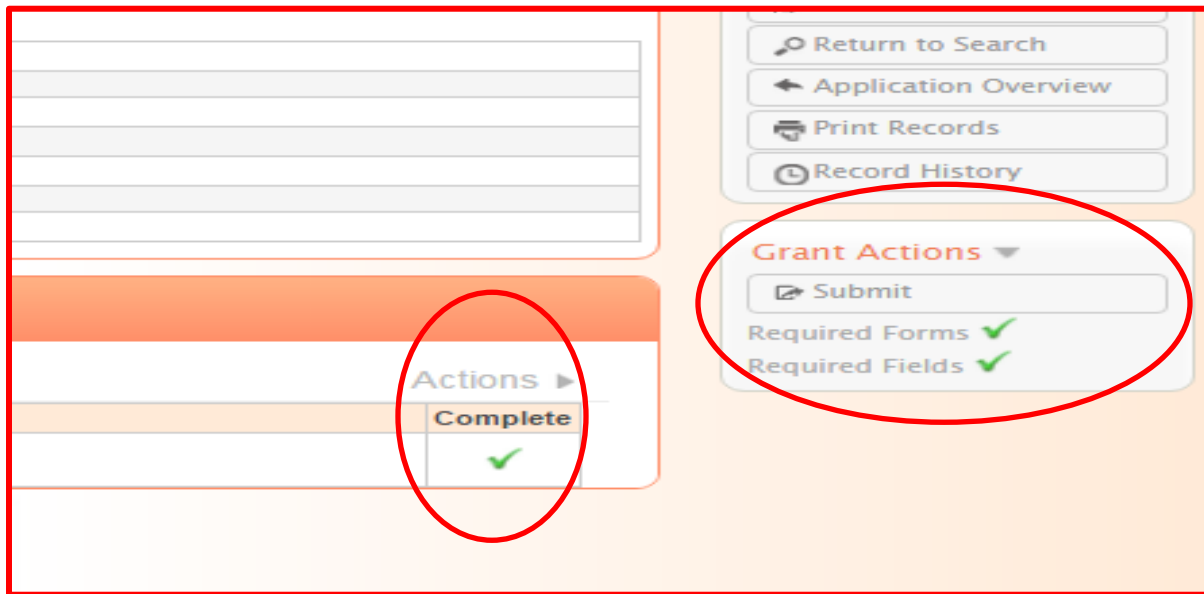 Return to Search
Application Overview
Print Records
Record History
Grant Actions
Submit
Required Forms
Required Fields
Actions
Complete